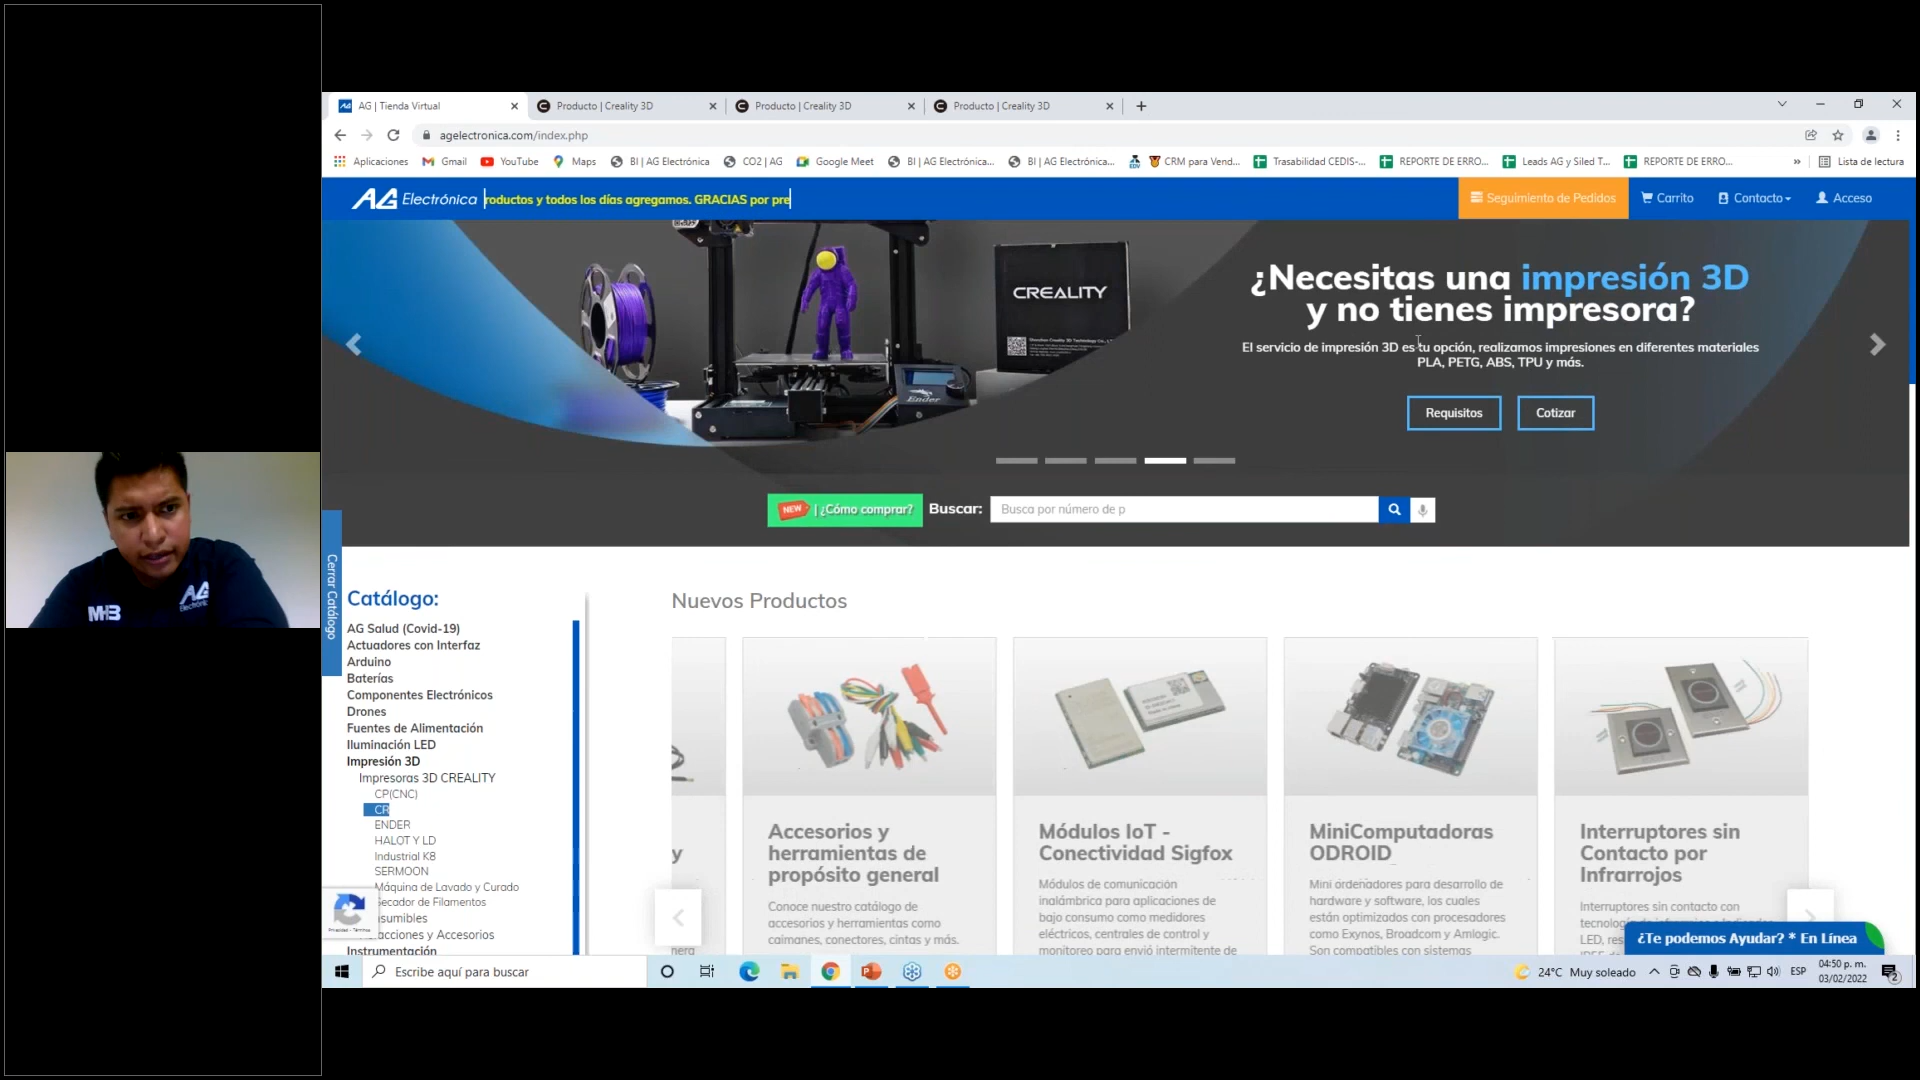 AG | Tienda Virtual
Producto | Creality 3D
Producto | Creality 3D
Producto | Creality 3D
agelectronica.com/index.php
Aplicaciones
Gmail
YouTube
Maps
BI | AG Electrónica
CO2 | AG
Google Meet
BI | AG Electrónica...
BI | AG Electrónica...
CRM para Vend...
Trasabilidad CEDIS-...
REPORTE DE ERRO...
Leads AG y Siled T...
REPORTE DE ERRO...
Lista de lectura
AG Electrónica
roductos y todos los días agregamos. GRACIAS por pre
Seguimiento de Pedidos
Carrito
Contacto
Acceso
CREALITY
Ender
¿Necesitas una impresión 3D
y no tienes impresora?
El servicio de impresión 3D es tu opción, realizamos impresiones en diferentes materiales
PLA, PETG, ABS, TPU y más.
Requisitos
Cotizar
NEW | ¿Cómo comprar?
Buscar:
Busca por número de p
Cerrar Catálogo
Catálogo:
AG Salud (Covid-19)
Actuadores con Interfaz
Arduino
Baterías
Componentes Electrónicos
Drones
Fuentes de Alimentación
Iluminación LED
Impresión 3D
Impresoras 3D CREALITY
CP(CNC)
CR
ENDER
HALOT Y LD
Industrial K8
SERMOON
Máquina de Lavado y Curado
ecador de Filamentos
sumibles
acciones y Accesorios
Instrumentación
Privacidad - Términos
Nuevos Productos
y
nera
Accesorios y
herramientas de
propósito general
Conoce nuestro catálogo de
accesorios y herramientas como
caimanes, conectores, cintas y más.
Módulos IoT -
Conectividad Sigfox
Módulos de comunicación
inalámbrica para aplicaciones de
bajo consumo como medidores
eléctricos, centrales de control y
monitoreo para envió intermitente de
MiniComputadoras
ODROID
Mini ordenadores para desarrollo de
hardware y software, los cuales
están optimizados con procesadores
como Exynos, Broadcom y Amlogic.
Son compatibles con sistemas
Interruptores sin
Contacto por
Infrarrojos
Interruptores sin contacto con
LED, res
¿Te podemos Ayudar? * En Línea
MHB
AG
Electrónica
Escribe aquí para buscar
24°C Muy soleado
ESP
04:50 p. m.
03/02/2022
2